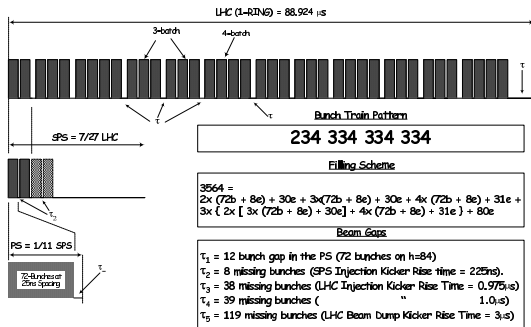 LHC (1-RING) = 88.924 μs
3-batch
4-batch
τ
τ
τ
SPS = 7/27 LHC
Bunch Train Pattern
234 334 334 334
Filling Scheme
3564 =
2x (72b + 8e) + 30e + 3x(72b + 8e) + 30e + 4x (72b + 8e) + 31e +
3x { 2x [ 3x (72b + 8e) + 30e] + 4x (72b + 8e) + 31e } + 80e
τ2
Beam Gaps
PS = 1/11 SPS
72-Bunches at
25ns Spacing
τ1 = 12 bunch gap in the PS (72 bunches on h=84)
τ2 = 8 missing bunches (SPS Injection Kicker Rise time = 225ns).
τ3 = 38 missing bunches (LHC Injection Kicker Rise Time = 0.975μs)
τ4 = 39 missing bunches ( " 1.0μs)
τ5 = 119 missing bunches (LHC Beam Dump Kicker Rise Time = 3μs)